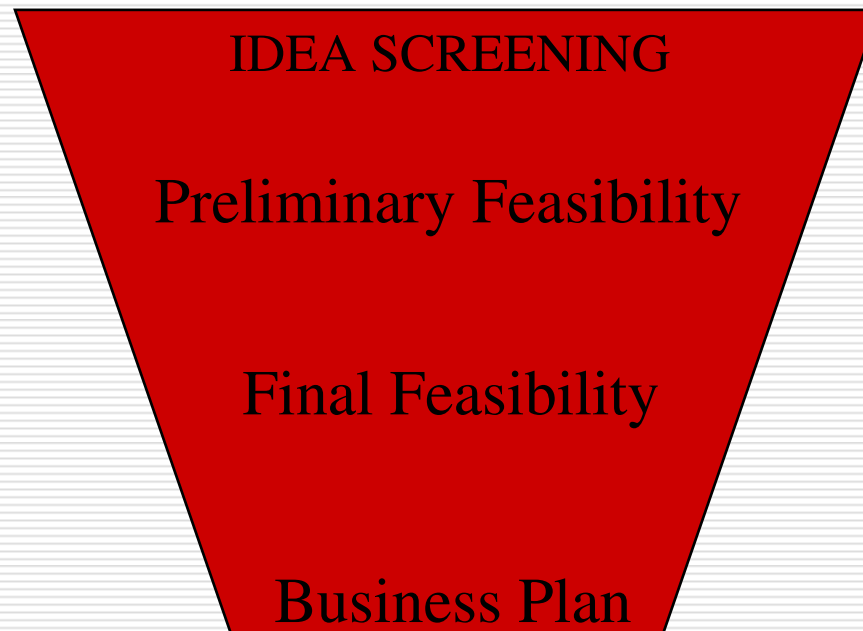 IDEA SCREENING
Preliminary Feasibility
Final Feasibility
Business Plan